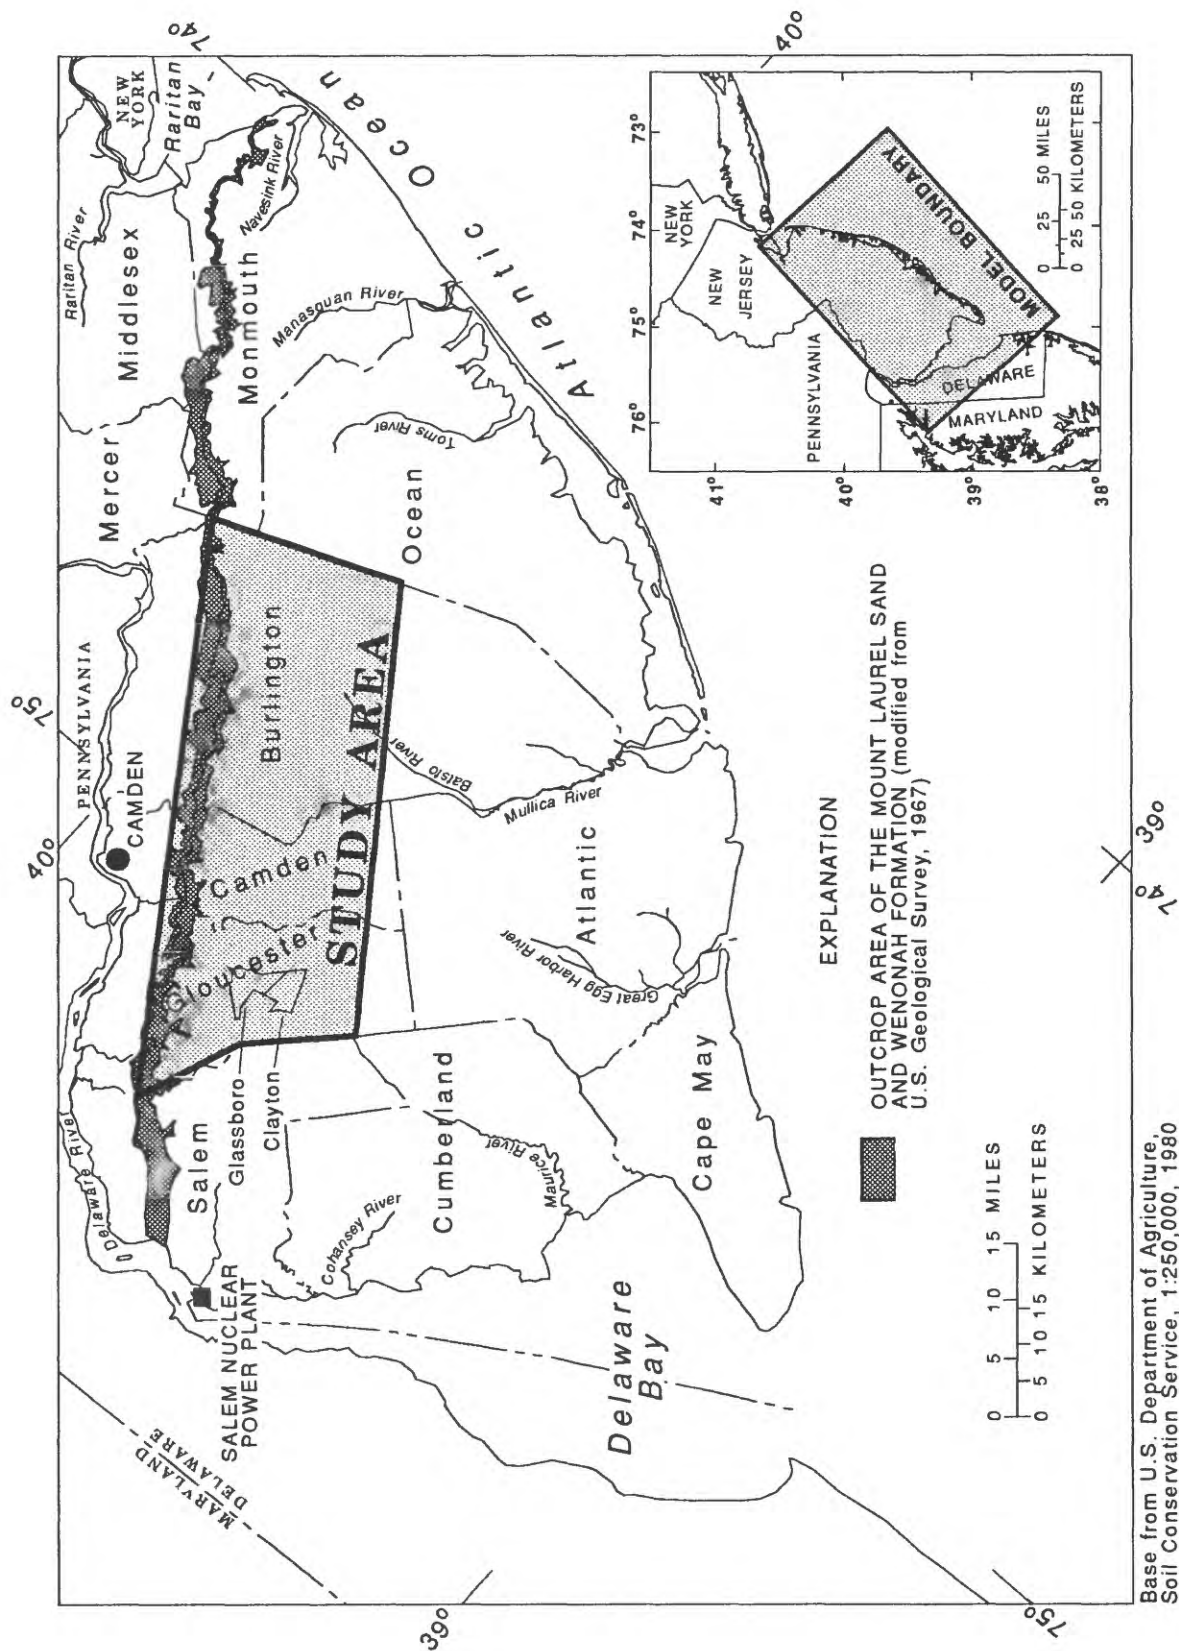 74°
40°
75°
40°
39°
75°
39°
74°
NEW
YORK
Raritan
Bay
Raritan River
Middlesex
Navesink River
Monmouth
Manasquan River
Atlantic Ocean
Mercer
Toms River
Ocean
PENNSYLVANIA
CAMDEN
Burlington
STUDY AREA
Camden
Gloucester
Batsto River
Mullica River
Atlantic
Great Egg Harbor River
Delaware River
Salem
Glassboro
Clayton
Cumberland
Maurice River
Cohansey River
Cape May
SALEM NUCLEAR
POWER PLANT
MARYLAND
DELAWARE
Delaware
Bay
EXPLANATION
OUTCROP AREA OF THE MOUNT LAUREL SAND
AND WENONAH FORMATION (modified from
U.S. Geological Survey, 1967)
0 5 10 15 MILES
0 5 10 15 KILOMETERS
76° 75° 74° 73°
41°
40°
39°
38°
NEW
YORK
NEW
JERSEY
PENNSYLVANIA
DELAWARE
MARYLAND
MODEL BOUNDARY
0 25 50 MILES
0 25 50 KILOMETERS
Base from U.S. Department of Agriculture,
Soil Conservation Service, 1:250,000, 1980